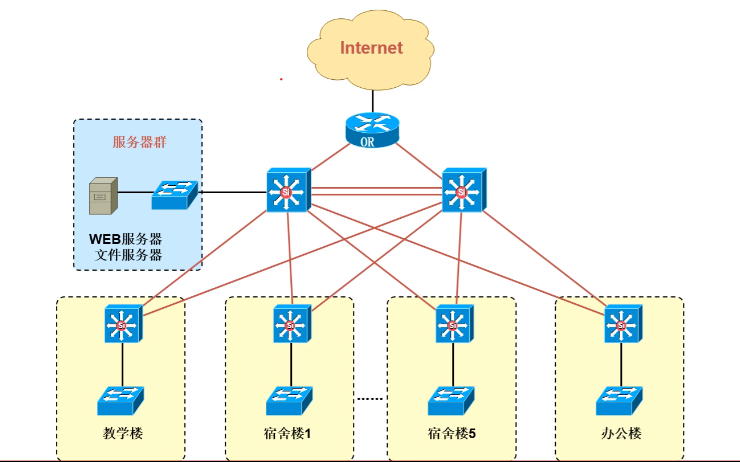 Internet
OR
服务器群
Si
Si
WEB服务器
文件服务器
Si
Si
Si
Si
教学楼
宿舍楼1
......
宿舍楼5
办公楼